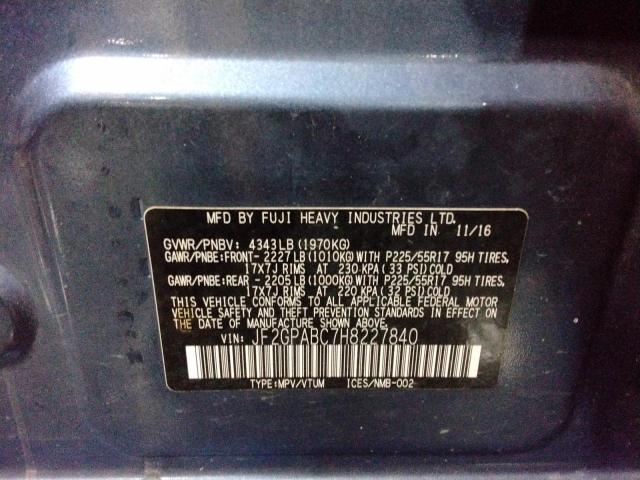 MFD BY FUJI HEAVY INDUSTRIES LTD.
MFD IN 11/16
GVWR/PNBV: 4343LB(1970KG)
GAWR/PNBE:FRONT- 2227LB(1010KG)WITH P225/55R17 95H TIRES,
17X7J RIMS AT 230 KPA(33 PSI)COLD
GAWR/PNBE:REAR - 2205LB(1000KG)WITH P225/55R17 95H TIRES,
17X7J RIMS AT 220 KPA(32 PSI)COLD
THIS VEHICLE CONFORMS TO ALL APPLICABLE FEDERAL MOTOR
VEHICLE SAFETY AND THEFT PREVENTION STANDARDS IN EFFECT ON
THE DATE OF MANUFACTURE SHOWN ABOVE.
VIN: JF2GPABC7H8227840
TYPE:MPV/VTUM ICES/NMB-002